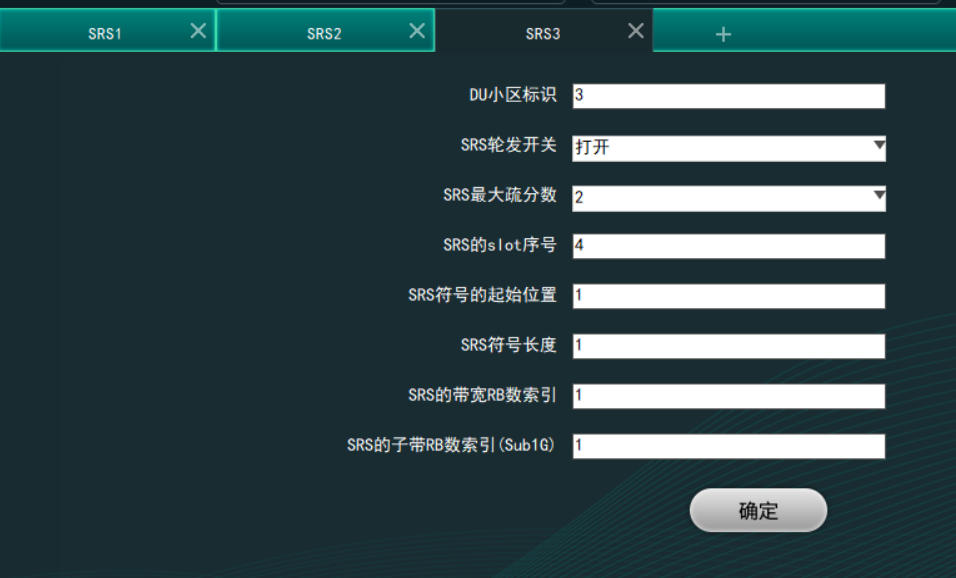 SRS1 × SRS2 × SRS3 × +
DU小区标识 3
SRS轮发开关 打开
SRS最大疏分数 2
SRS的slot序号 4
SRS符号的起始位置 1
SRS符号长度 1
SRS的带宽RB数索引 1
SRS的子带RB数索引(Sub1G) 1
确定